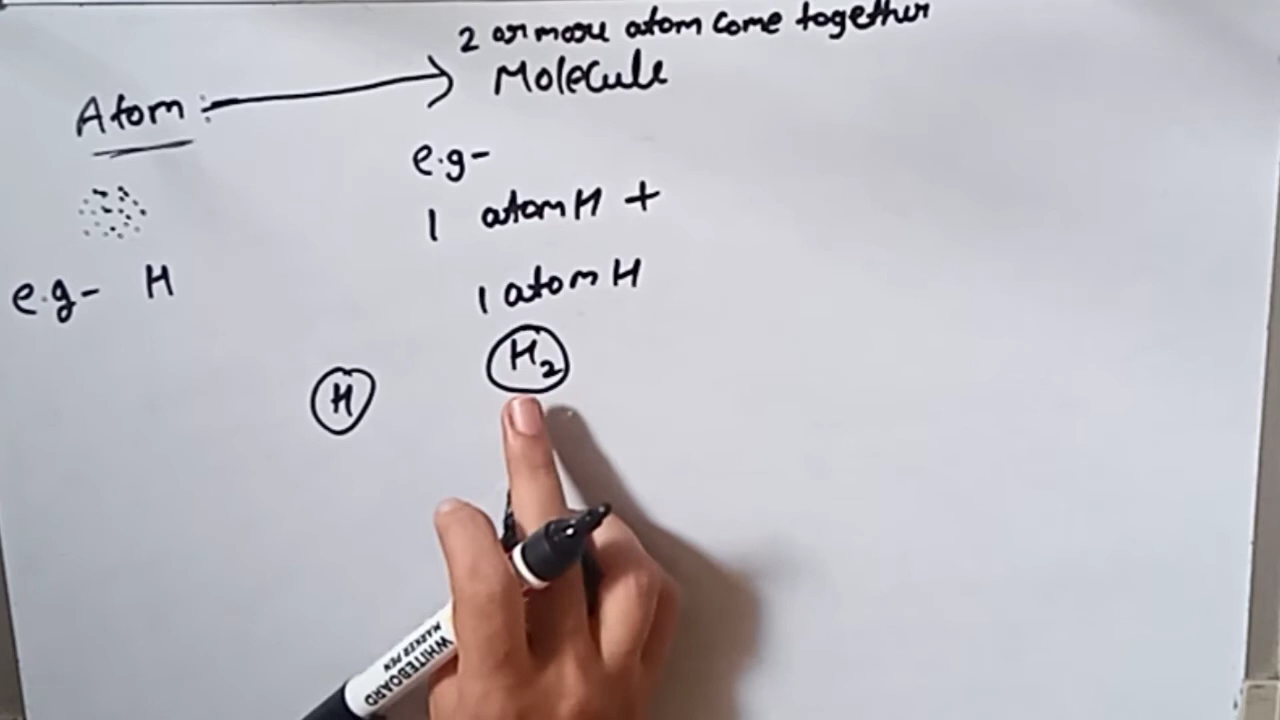 2 or more atom come together
Atom :
Molecule
e.g-
1 atom H +
e.g- H
1 atom H
H2
H
WHITEBOARD
MARKER PEN